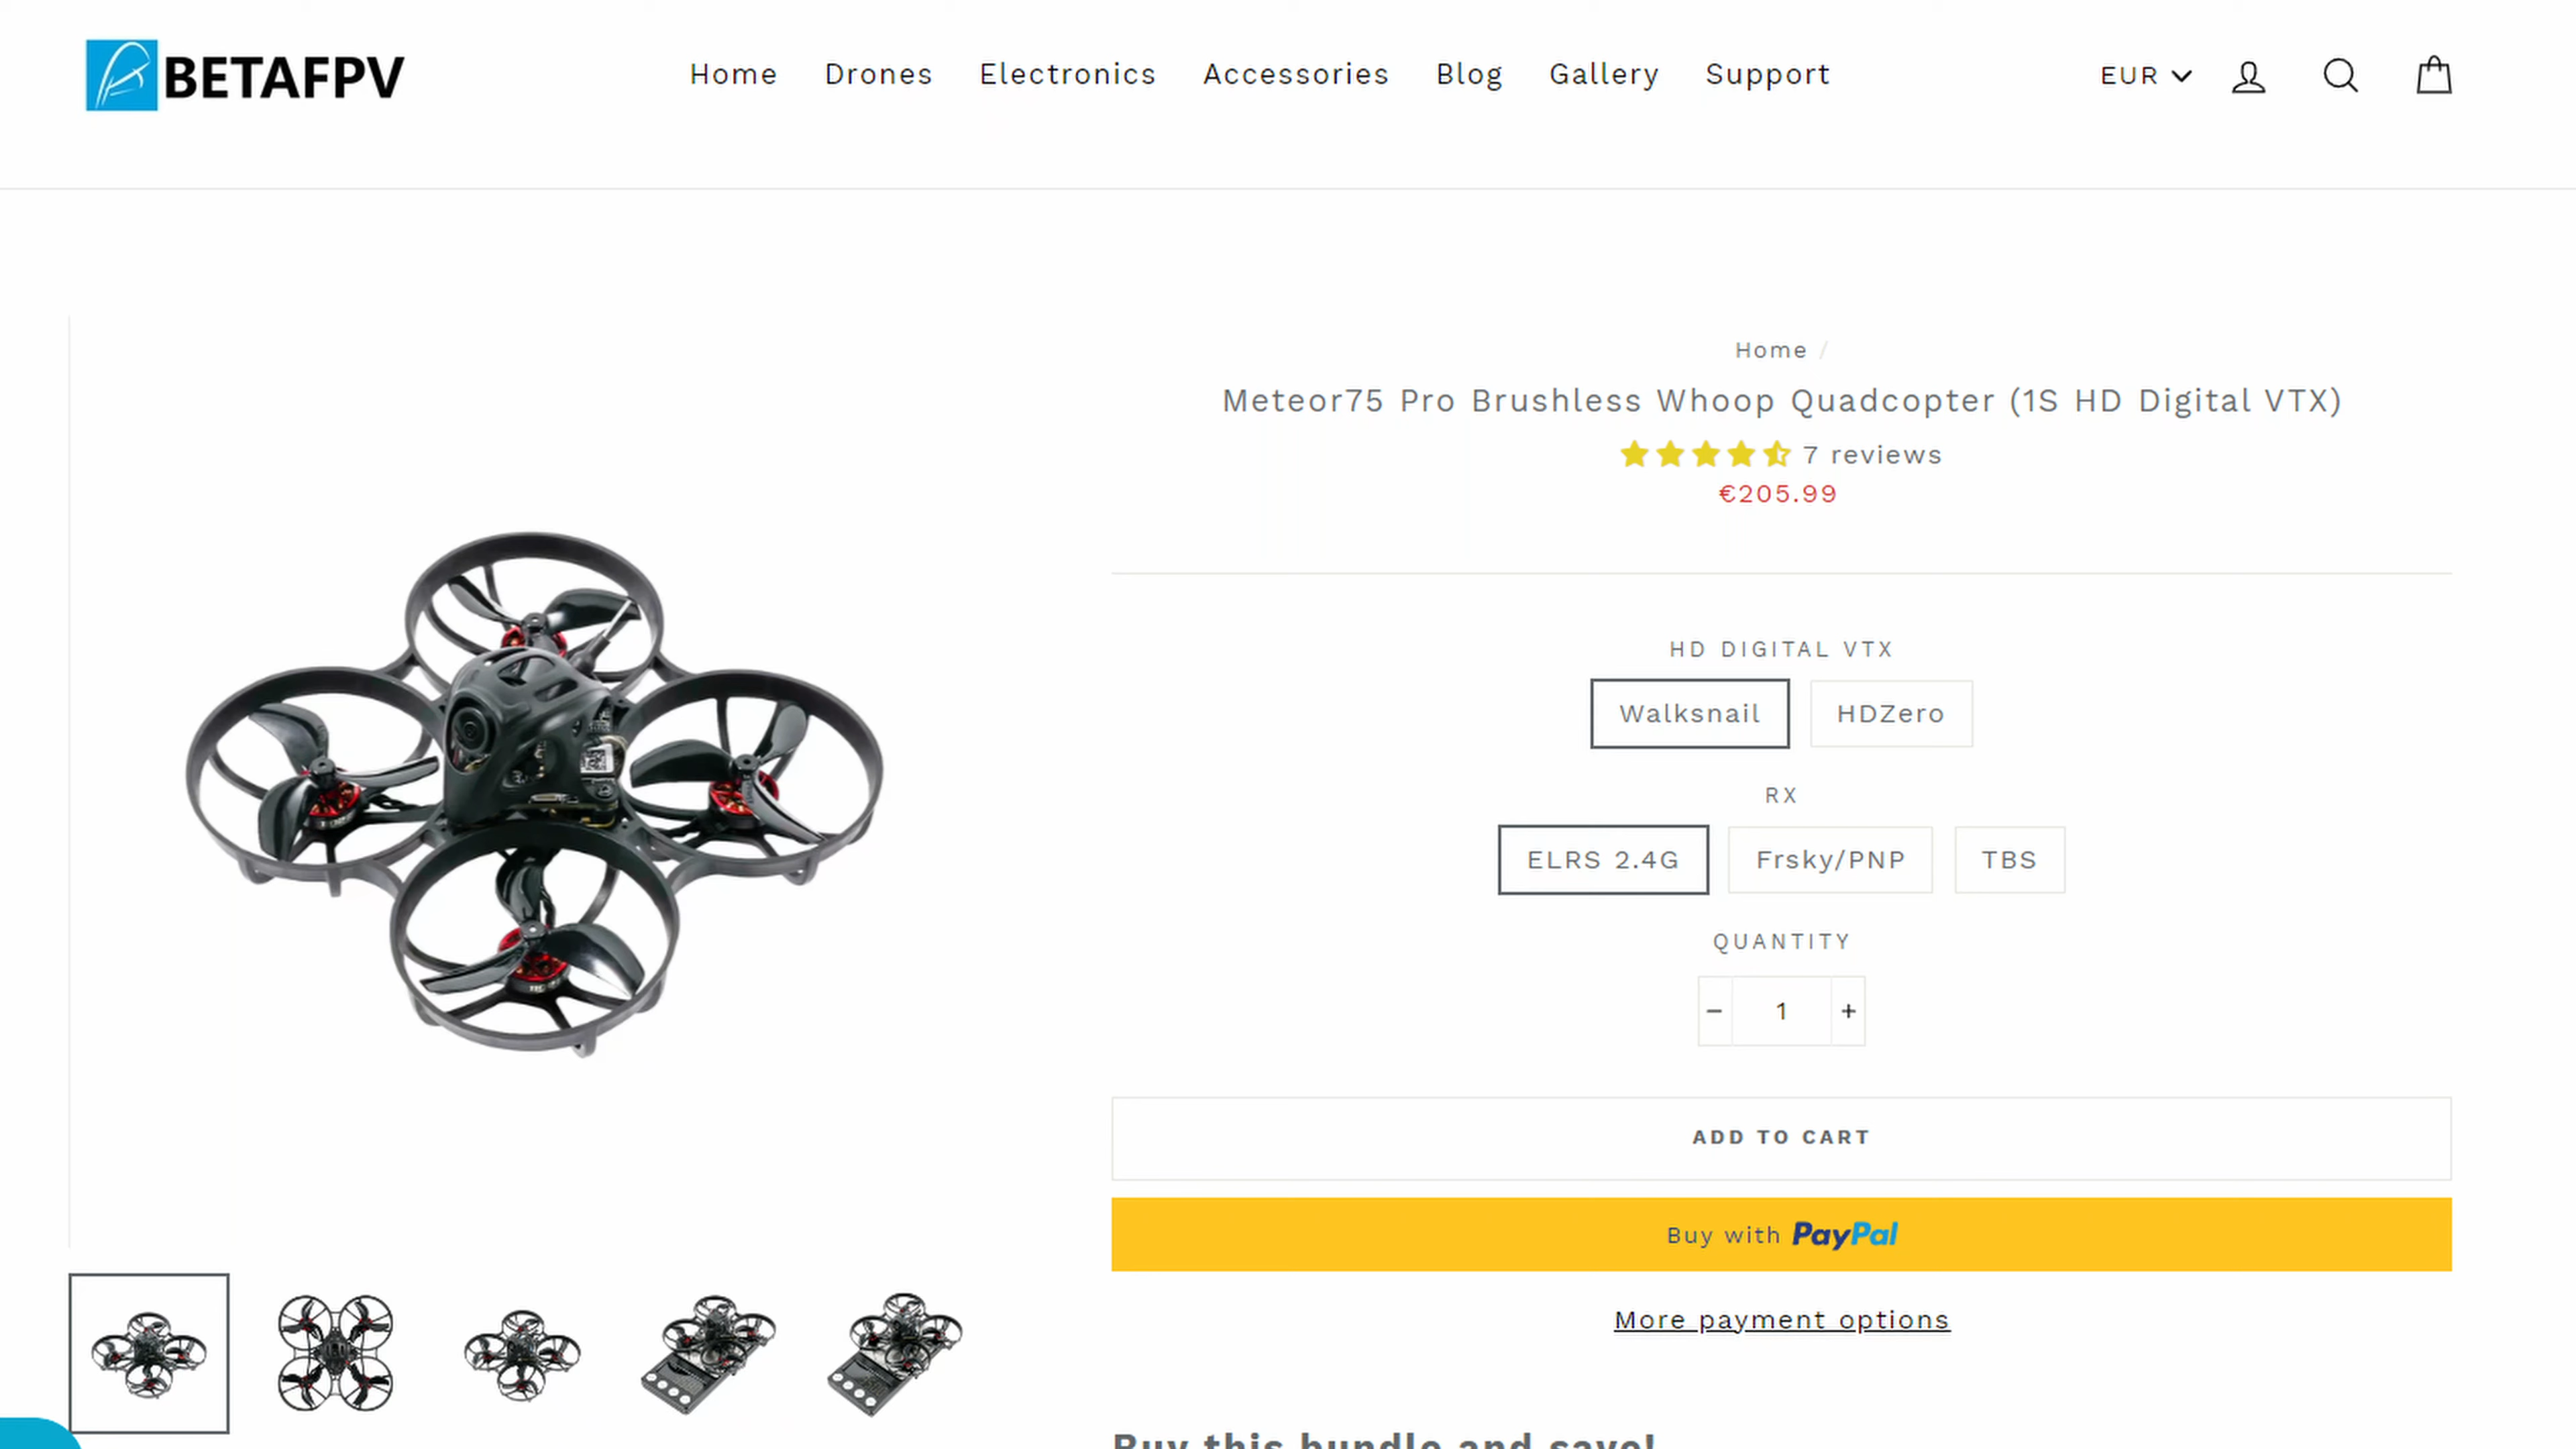 BETAFPV
Home Drones Electronics Accessories Blog Gallery Support
EUR
Home /
Meteor75 Pro Brushless Whoop Quadcopter (1S HD Digital VTX)
7 reviews
€205.99
HD DIGITAL VTX
Walksnail HDZero
RX
ELRS 2.4G Frsky/PNP TBS
QUANTITY
− 1 +
ADD TO CART
Buy with PayPal
More payment options
Buy this bundle and save!